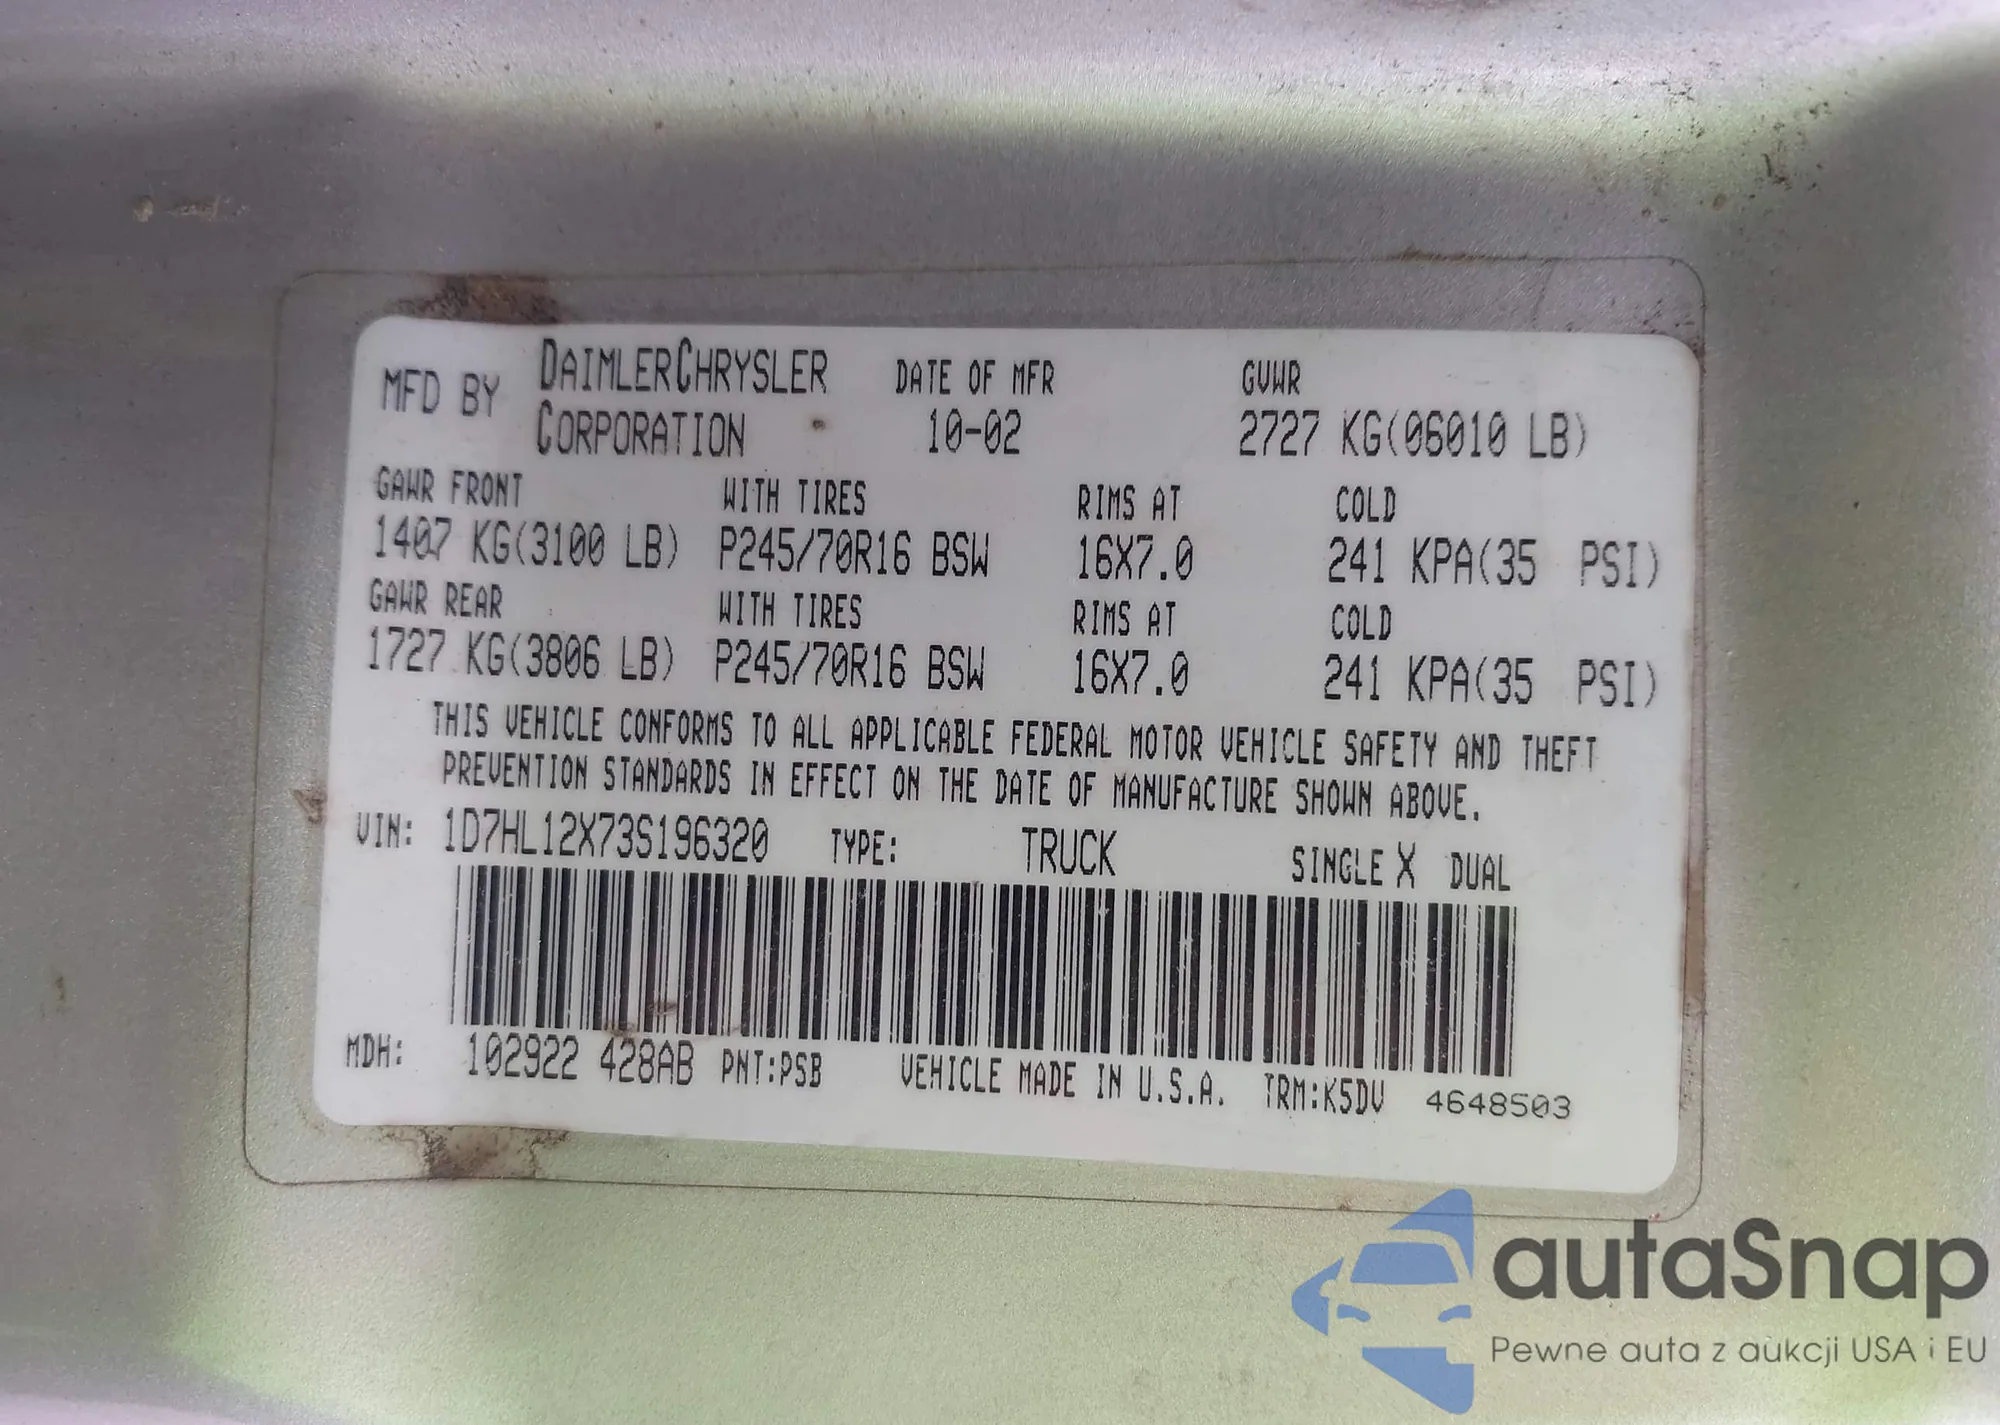 MFD BY DAIMLERCHRYSLER CORPORATION DATE OF MFR 10-02 GVWR 2727 KG(06010 LB)
GAWR FRONT WITH TIRES RIMS AT COLD
1407 KG(3100 LB) P245/70R16 BSW 16X7.0 241 KPA(35 PSI)
GAWR REAR WITH TIRES RIMS AT COLD
1727 KG(3806 LB) P245/70R16 BSW 16X7.0 241 KPA(35 PSI)
THIS VEHICLE CONFORMS TO ALL APPLICABLE FEDERAL MOTOR VEHICLE SAFETY AND THEFT
PREVENTION STANDARDS IN EFFECT ON THE DATE OF MANUFACTURE SHOWN ABOVE.
VIN: 1D7HL12X73S196320 TYPE: TRUCK SINGLE X DUAL
MDH: 102922 428AB PNT:PSB VEHICLE MADE IN U.S.A. TRM:K5DV 4648503
autaSnap
Pewne auta z aukcji USA i EU